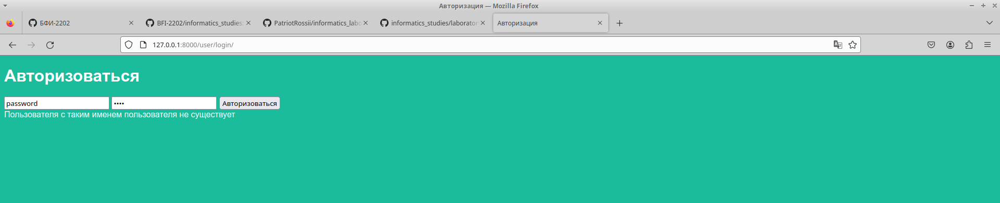 Авторизация — Mozilla Firefox
БФИ-2202
BFI-2202/informatics_studies:
PatriotRossii/informatics_labo
informatics_studies/laborator
Авторизация
127.0.0.1:8000/user/login/
Авторизоваться
password
•••• Авторизоваться
Пользователя с таким именем пользователя не существует